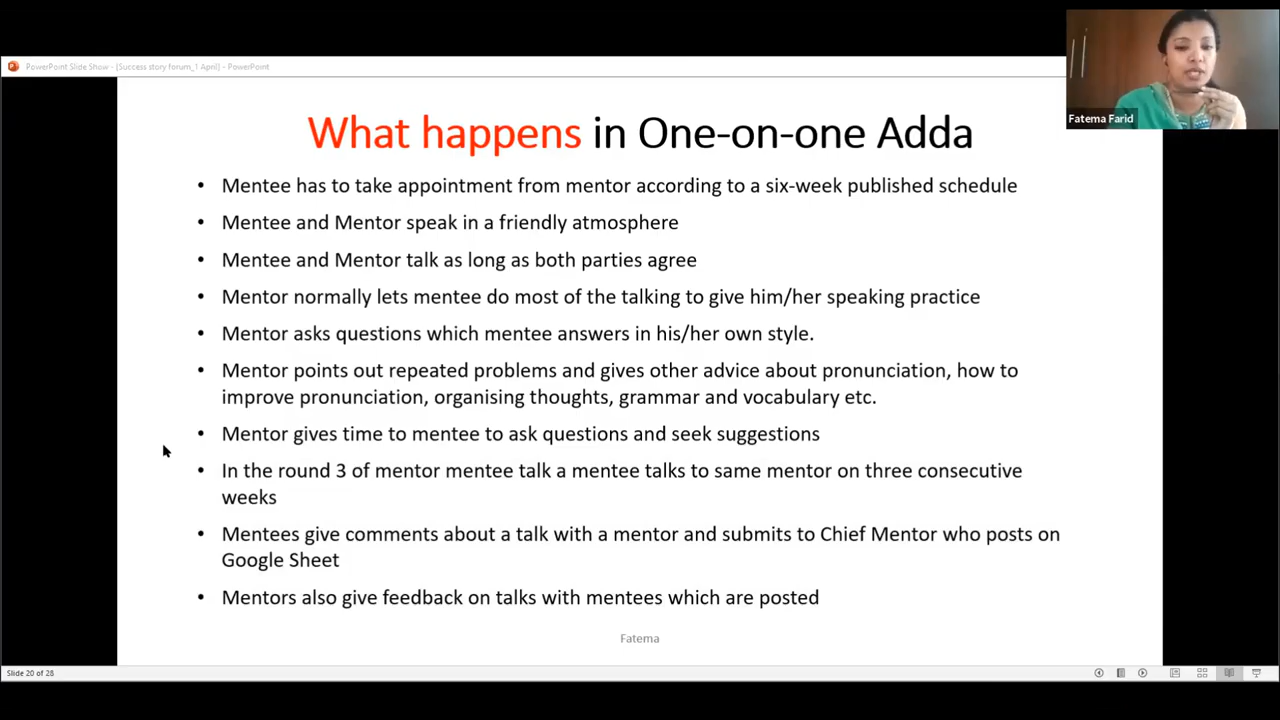 PowerPoint Slide Show - [Success story forum_1 April] - PowerPoint
Fatema Farid
What happens in One-on-one Adda
• Mentee has to take appointment from mentor according to a six-week published schedule
• Mentee and Mentor speak in a friendly atmosphere
• Mentee and Mentor talk as long as both parties agree
• Mentor normally lets mentee do most of the talking to give him/her speaking practice
• Mentor asks questions which mentee answers in his/her own style.
• Mentor points out repeated problems and gives other advice about pronunciation, how to
improve pronunciation, organising thoughts, grammar and vocabulary etc.
• Mentor gives time to mentee to ask questions and seek suggestions
• In the round 3 of mentor mentee talk a mentee talks to same mentor on three consecutive
weeks
• Mentees give comments about a talk with a mentor and submits to Chief Mentor who posts on
Google Sheet
• Mentors also give feedback on talks with mentees which are posted
Fatema
Slide 20 of 28